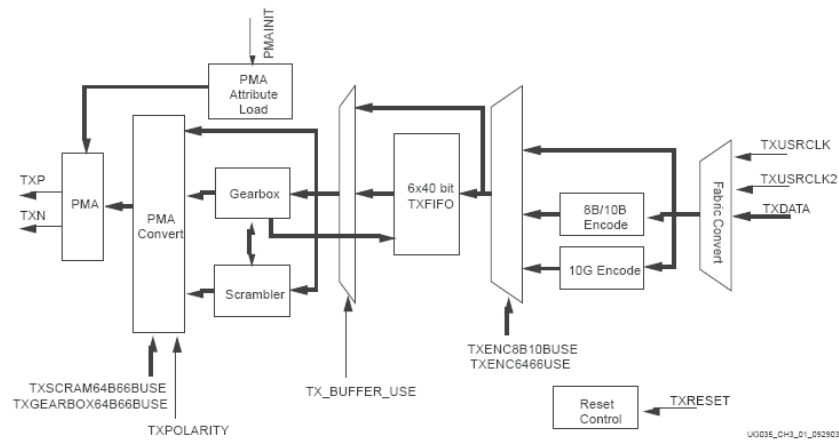 PMAINIT
PMA
Attribute
Load
TXP
TXN
PMA
PMA
Convert
Gearbox
Scrambler
6x40 bit
TXFIFO
8B/10B
Encode
10G Encode
Fabric Convert
TXUSRCLK
TXUSRCLK2
TXDATA
TXSCRAM64B66BUSE
TXGEARBOX64B66BUSE
TXPOLARITY
TX_BUFFER_USE
TXENC8B10BUSE
TXENC6466USE
Reset
Control
TXRESET
UG035_CH3_01_092903